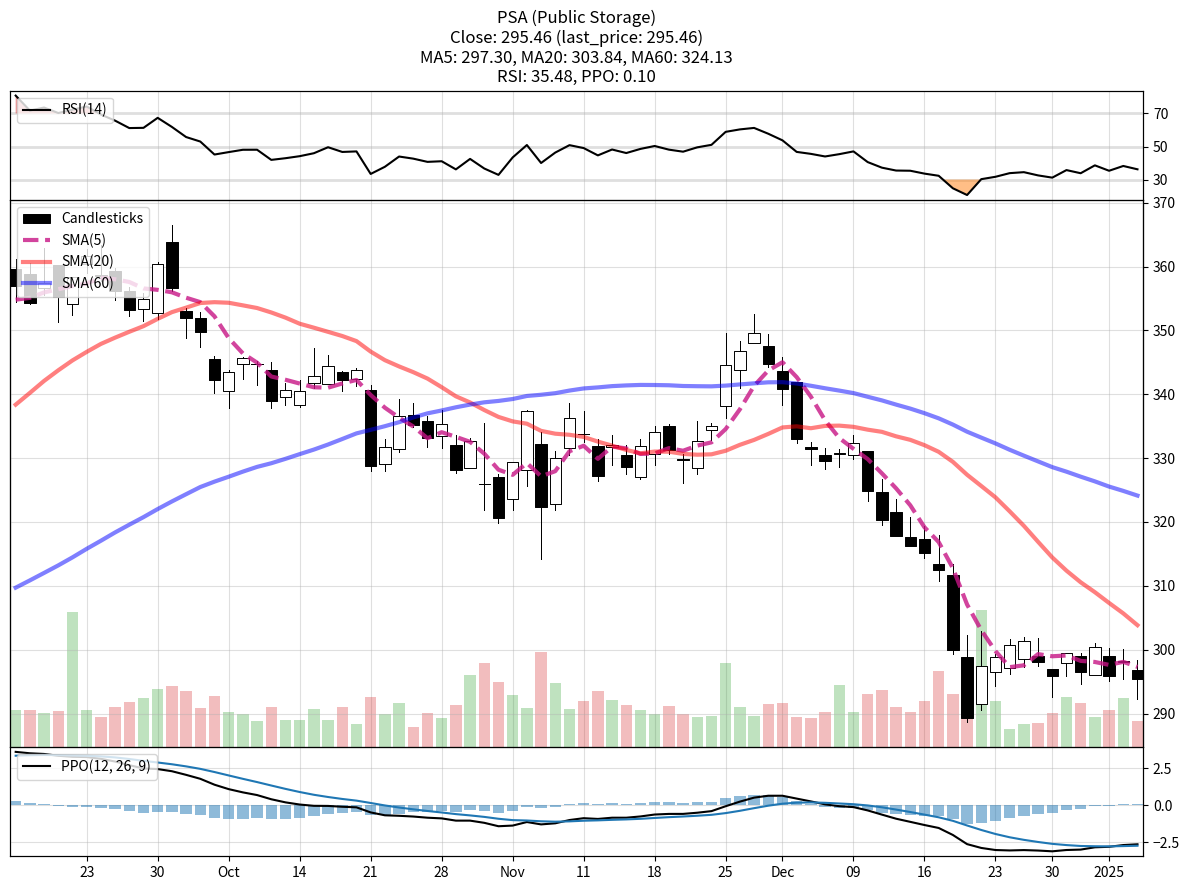 PSA (Public Storage)
Close: 295.46 (last_price: 295.46)
MA5: 297.30, MA20: 303.84, MA60: 324.13
RSI: 35.48, PPO: 0.10
RSI(14)
70
50
30
Candlesticks
SMA(5)
SMA(20)
SMA(60)
370
360
350
340
330
320
310
300
290
PPO(12, 26, 9)
2.5
0.0
−2.5
23 30 Oct 14 21 28 Nov 11 18 25 Dec 09 16 23 30 2025